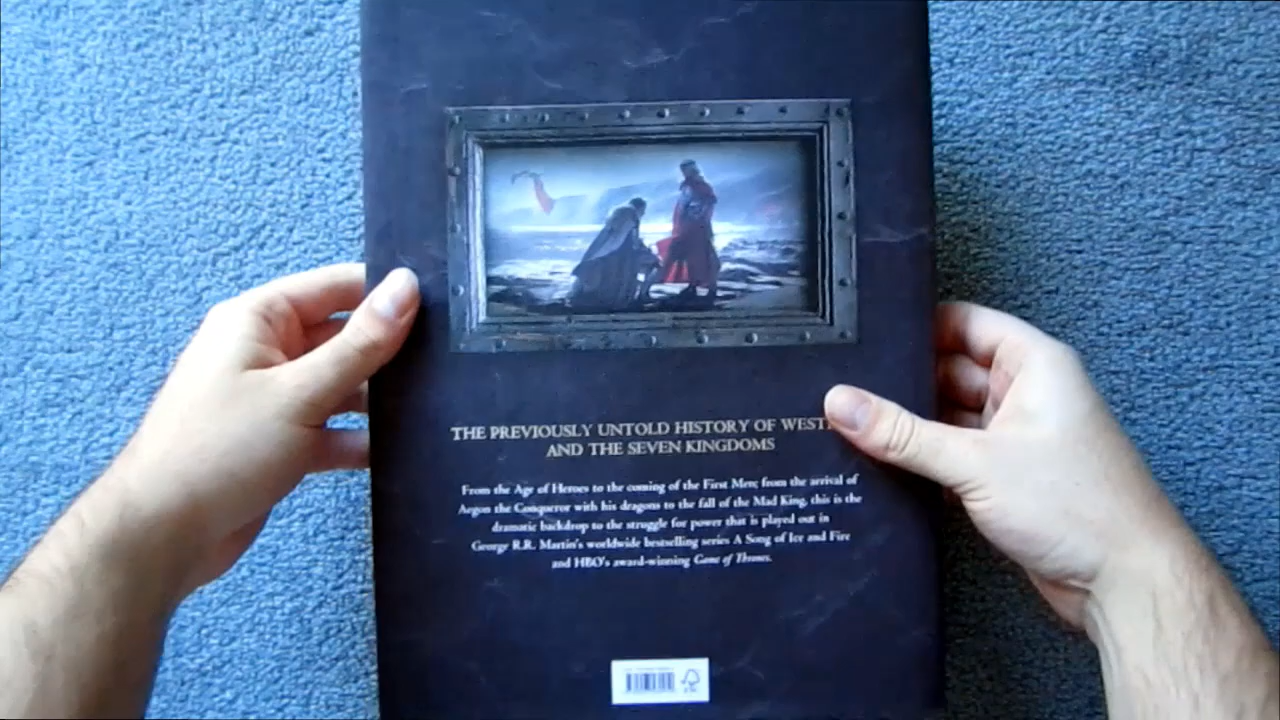 THE PREVIOUSLY UNTOLD HISTORY OF WEST
AND THE SEVEN KINGDOMS
From the Age of Heroes to the coming of the First Men; from the arrival of
Aegon the Conqueror with his dragons to the fall of the Mad King, this is the
dramatic backdrop to the struggle for power that is played out in
George R.R. Martin's worldwide bestselling series A Song of Ice and Fire
and HBO's award-winning Game of Thrones.